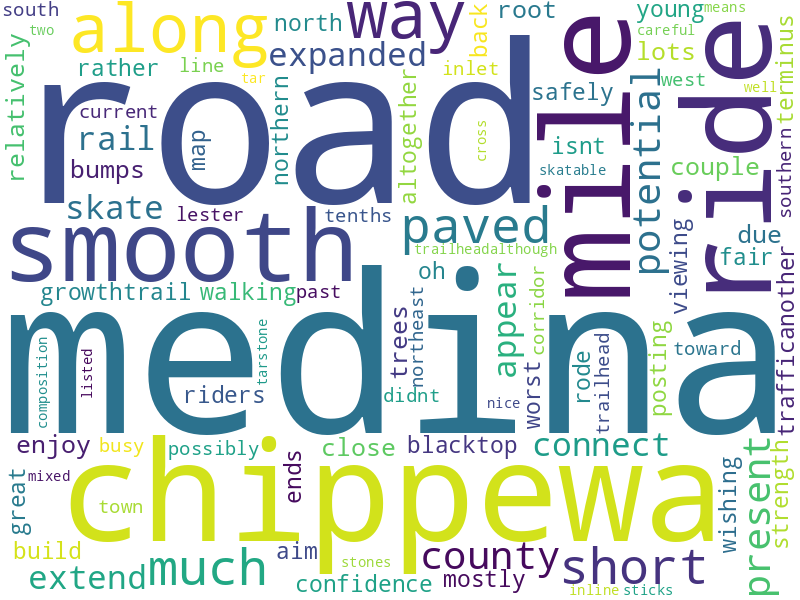 south
two
along
way
root
young
means
careful
back
north
expanded
rather
line
tar
inlet
lots
terminus
relatively
road
mile
ride
west
well
safely
current
rail
map
northern
altogether
cross
isnt
potential
bumps
skatable
couple
southern
skate
lester
tenths
paved
smooth
trailheadalthough
viewing
due
fair
oh
growthtrail
walking
past
trees
northeast
appear
corridor
trafficanother
medina
composition
listed
tarstone
riders
didnt
nice
worst
rode
trailhead
posting
toward
enjoy
busy
possibly
close
blacktop
connect
great
mixed
ends
chippewa
town
wishing
present
strength
build
aim
stones
county
short
extend
much
confidence
mostly
inline
sticks